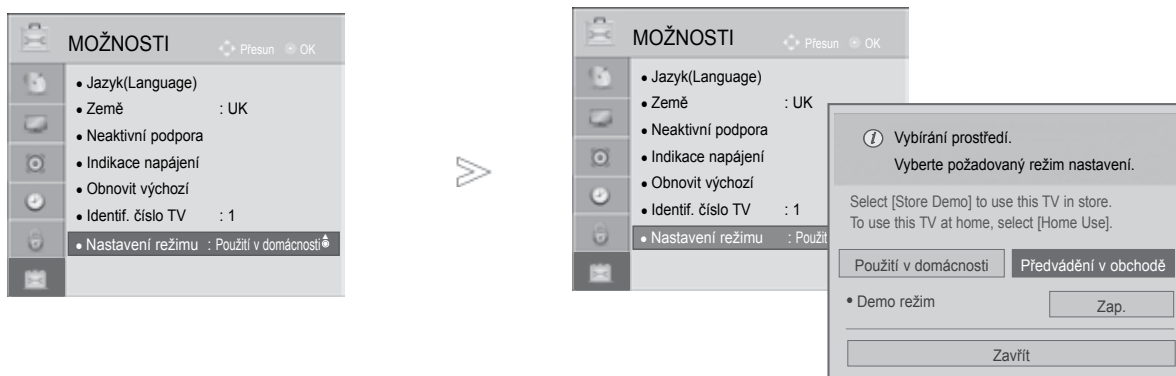 MOŽNOSTI
Přesun
OK
● Jazyk(Language)
● Země : UK
● Neaktivní podpora
● Indikace napájení
● Obnovit výchozí
● Identif. číslo TV : 1
● Nastavení režimu : Použití v domácnosti
MOŽNOSTI
Přesun
OK
● Jazyk(Language)
● Země : UK
● Neaktivní podpora
● Indikace napájení
● Obnovit výchozí
● Identif. číslo TV : 1
● Nastavení režimu : Použit
i Vybírání prostředí.
Vyberte požadovaný režim nastavení.
Select [Store Demo] to use this TV in store.
To use this TV at home, select [Home Use].
Použití v domácnosti
Předvádění v obchodě
• Demo režim
Zap.
Zavřít